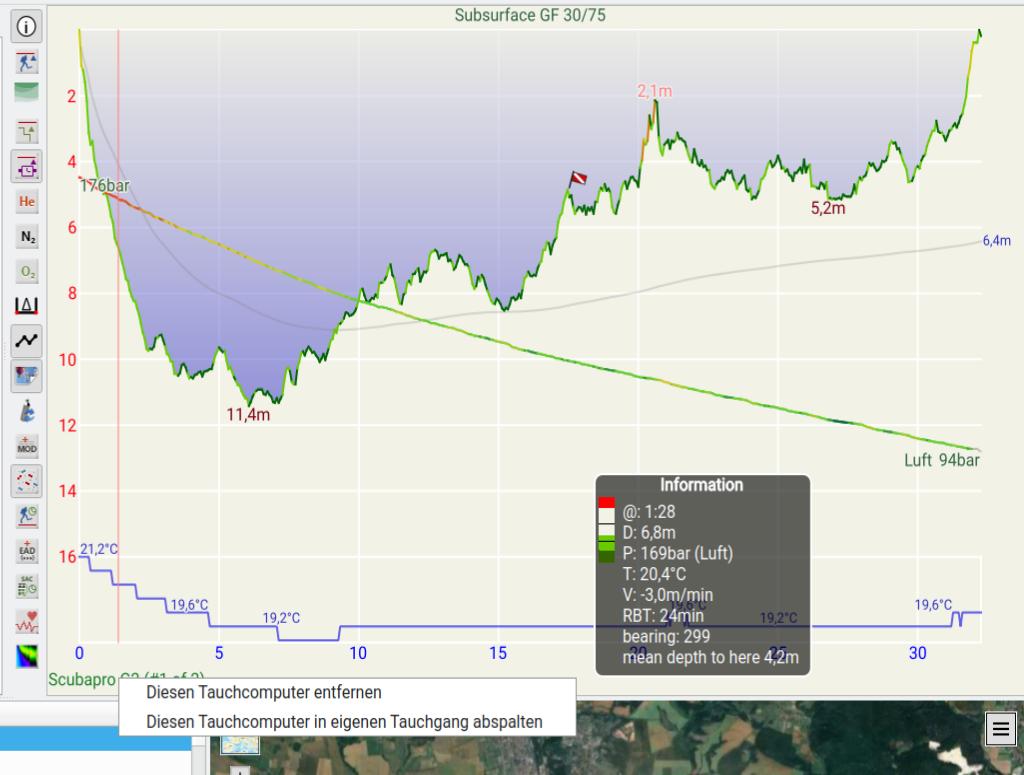 Subsurface GF 30/75
2
2,1m
4
176bar
5,2m
6
6,4m
8
10
11,4m
12
Luft 94bar
14
16
21,2°C
19,6°C
19,2°C
19,6°C
19,2°C
19,6°C
0
5
10
15
20
25
30
Information
@: 1:28
D: 6,8m
P: 169bar (Luft)
T: 20,4°C
V: -3,0m/min
RBT: 24min
bearing: 299
mean depth to here 4,2m
Scubapro G2 (#1 of 2)
Diesen Tauchcomputer entfernen
Diesen Tauchcomputer in eigenen Tauchgang abspalten
He
N₂
O₂
MOD
EAD
SAC